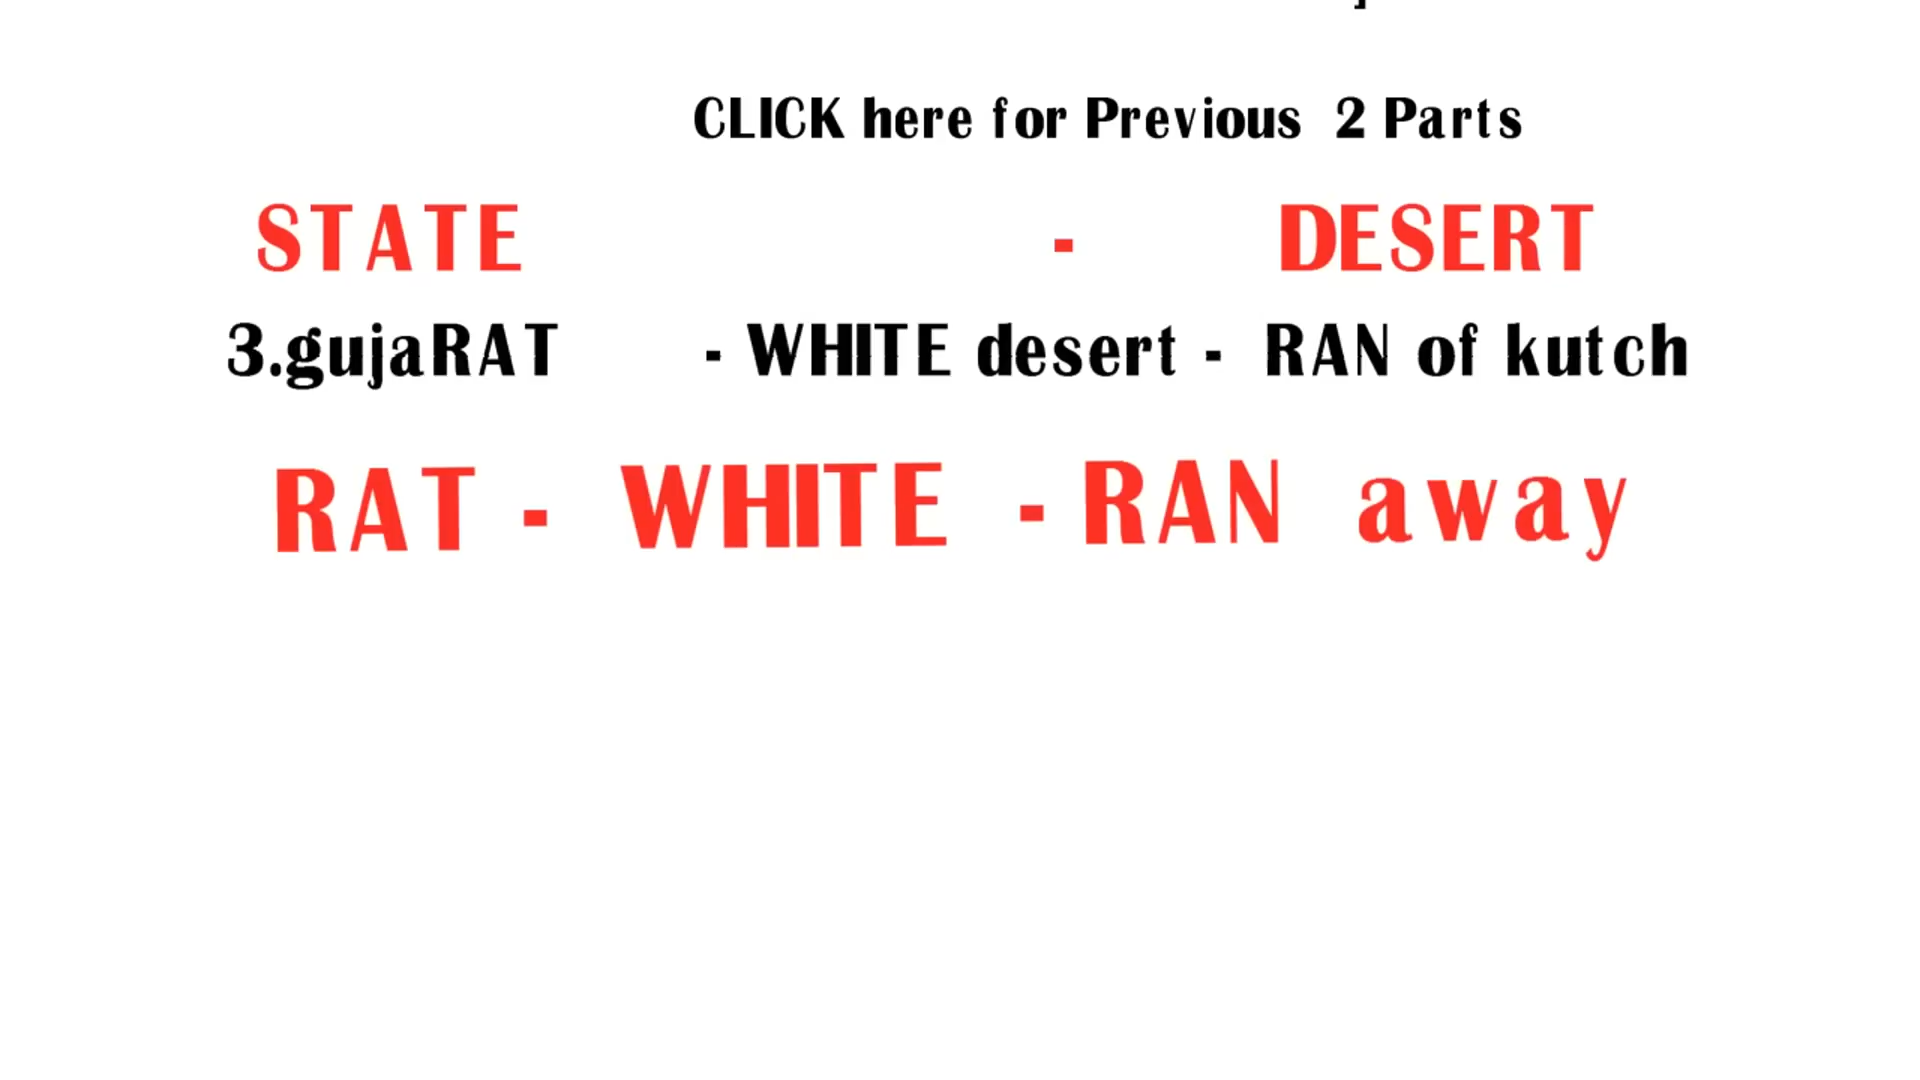 ]
CLICK here for Previous 2 Parts
STATE - DESERT
3.gujaRAT - WHITE desert - RAN of kutch
RAT - WHITE - RAN away